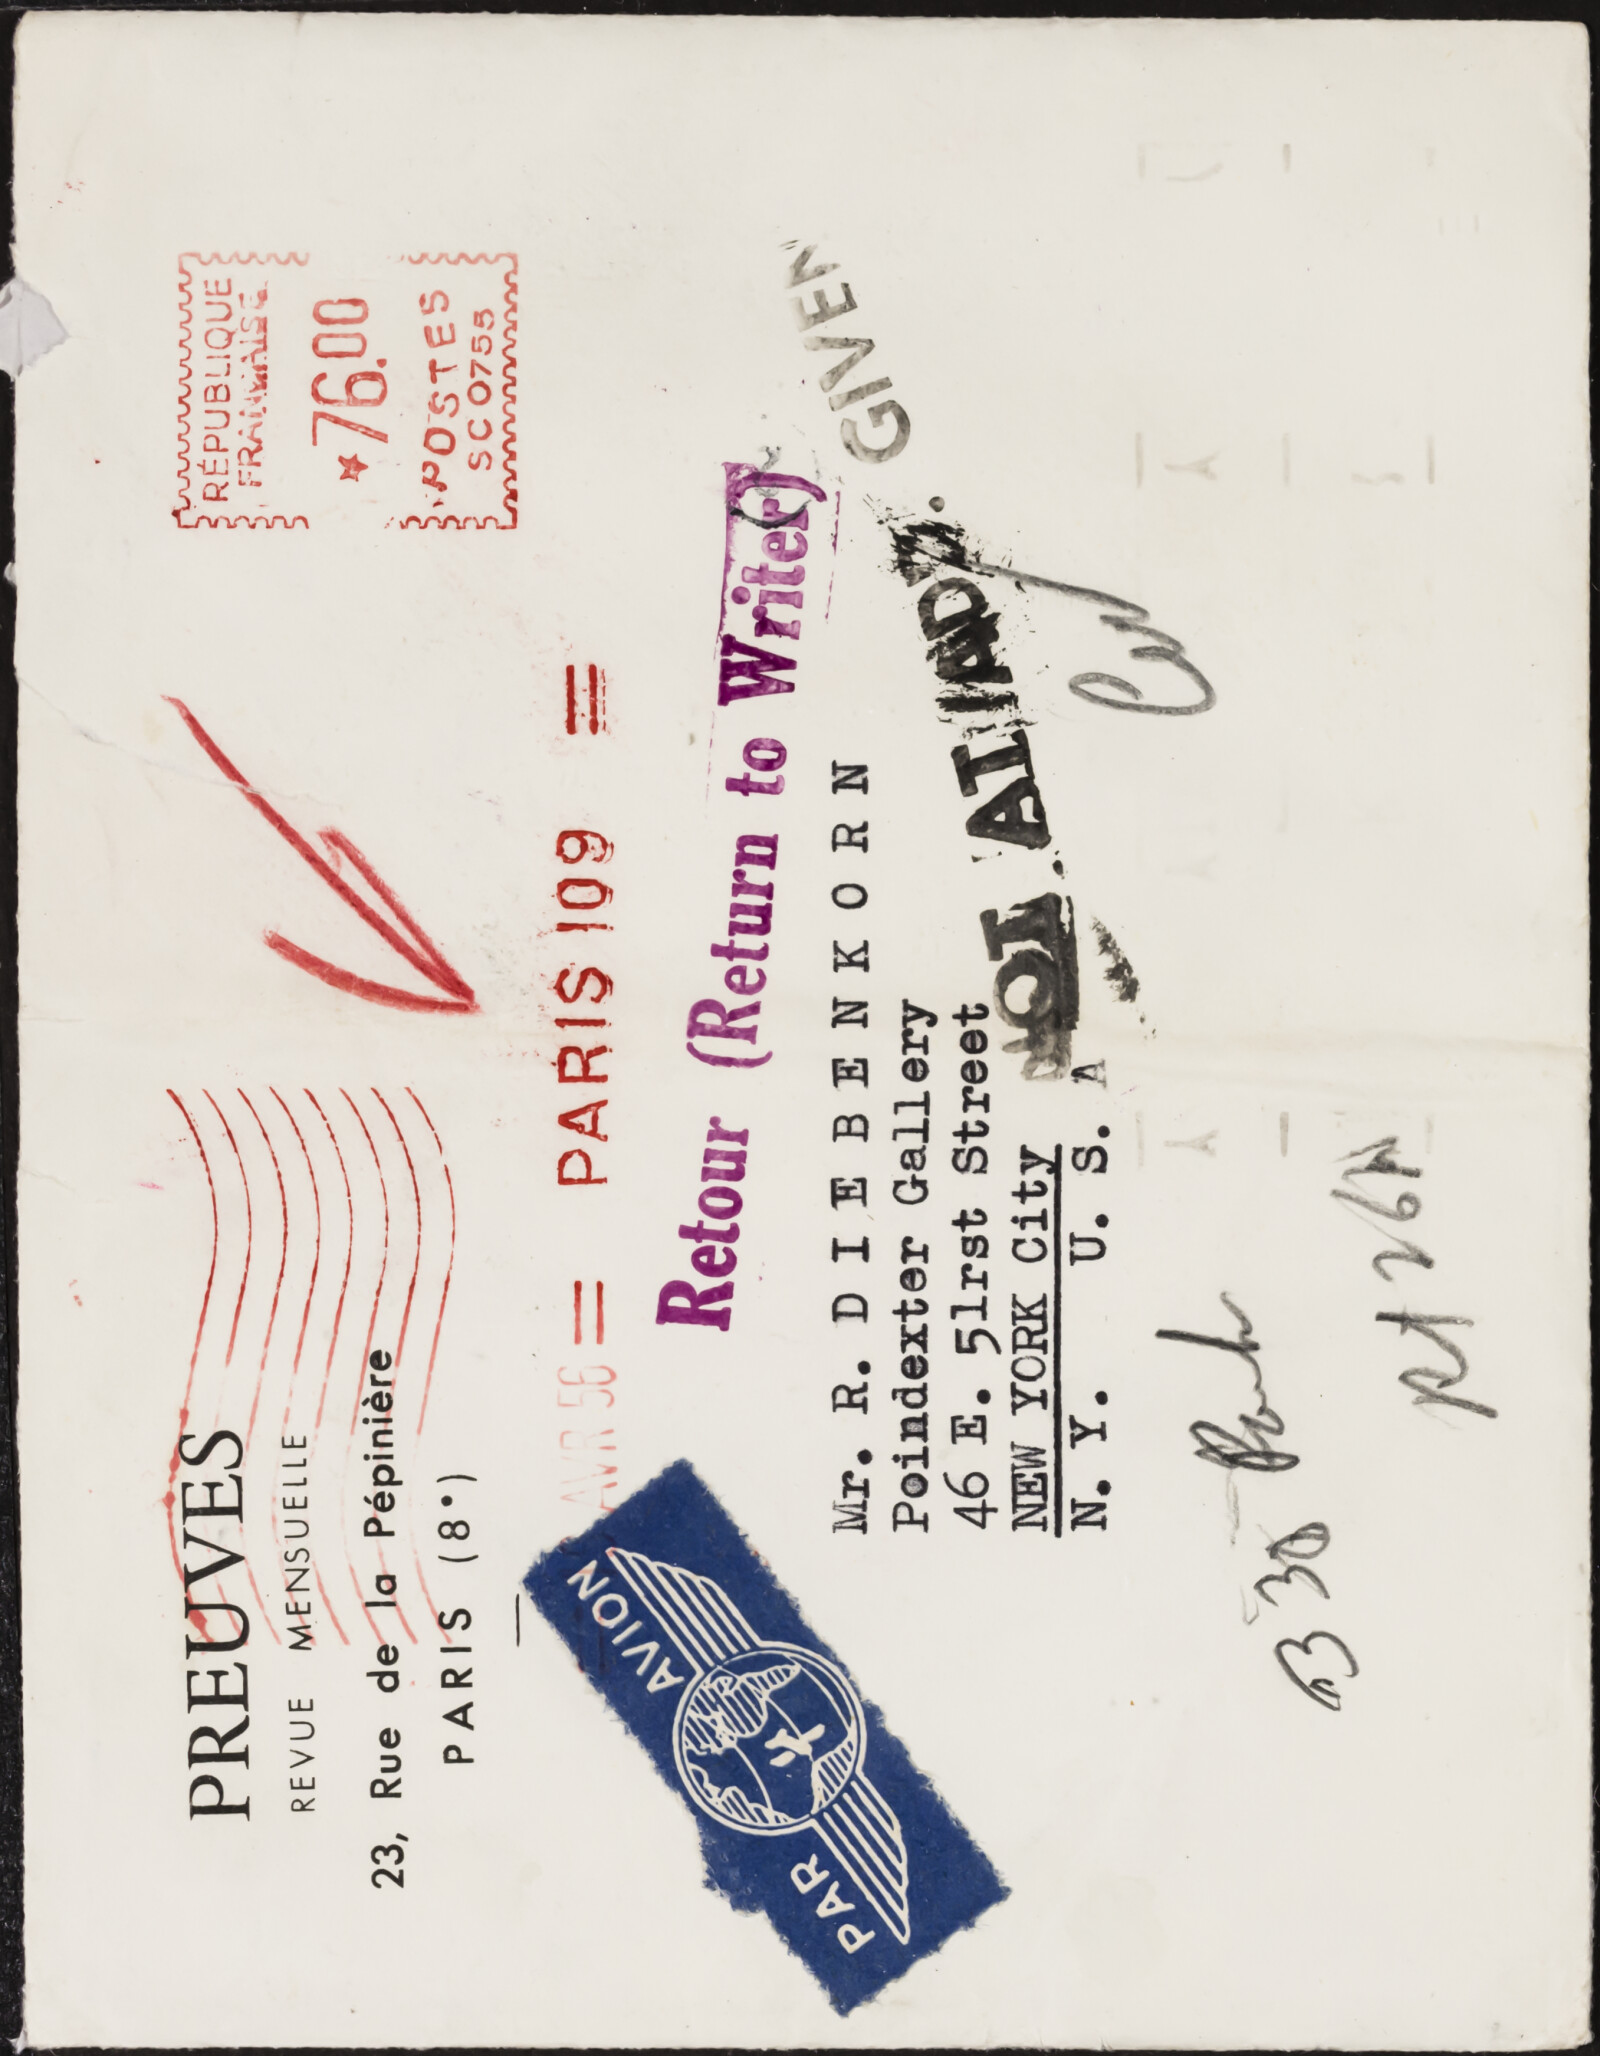 PREUVES
REVUE MENSUELLE
23, Rue de la Pépinière
PARIS (8e)
RÉPUBLIQUE
FRANÇAISE
★76.00
POSTES
SC0755
AVR 56
PARIS 109
PAR AVION
Retour (Return to Writer)
Mr. R. D I E B E N K O R N
Poindexter Gallery
46 E. 51rst Street
NEW YORK City
N. Y. U. S. A
NOT AT ADD.
GIVEN